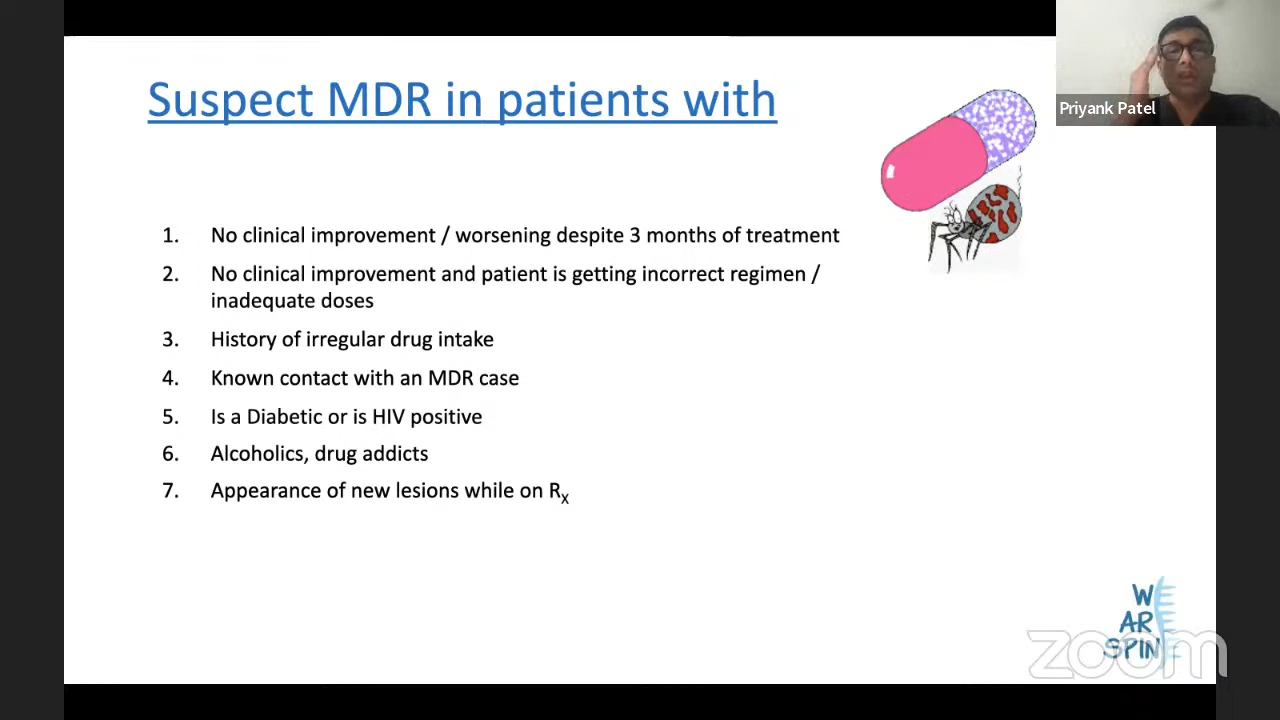 Suspect MDR in patients with
Priyank Patel
1. No clinical improvement / worsening despite 3 months of treatment
2. No clinical improvement and patient is getting incorrect regimen /
inadequate doses
3. History of irregular drug intake
4. Known contact with an MDR case
5. Is a Diabetic or is HIV positive
6. Alcoholics, drug addicts
7. Appearance of new lesions while on Rx
W
AR
SPIN
zoom